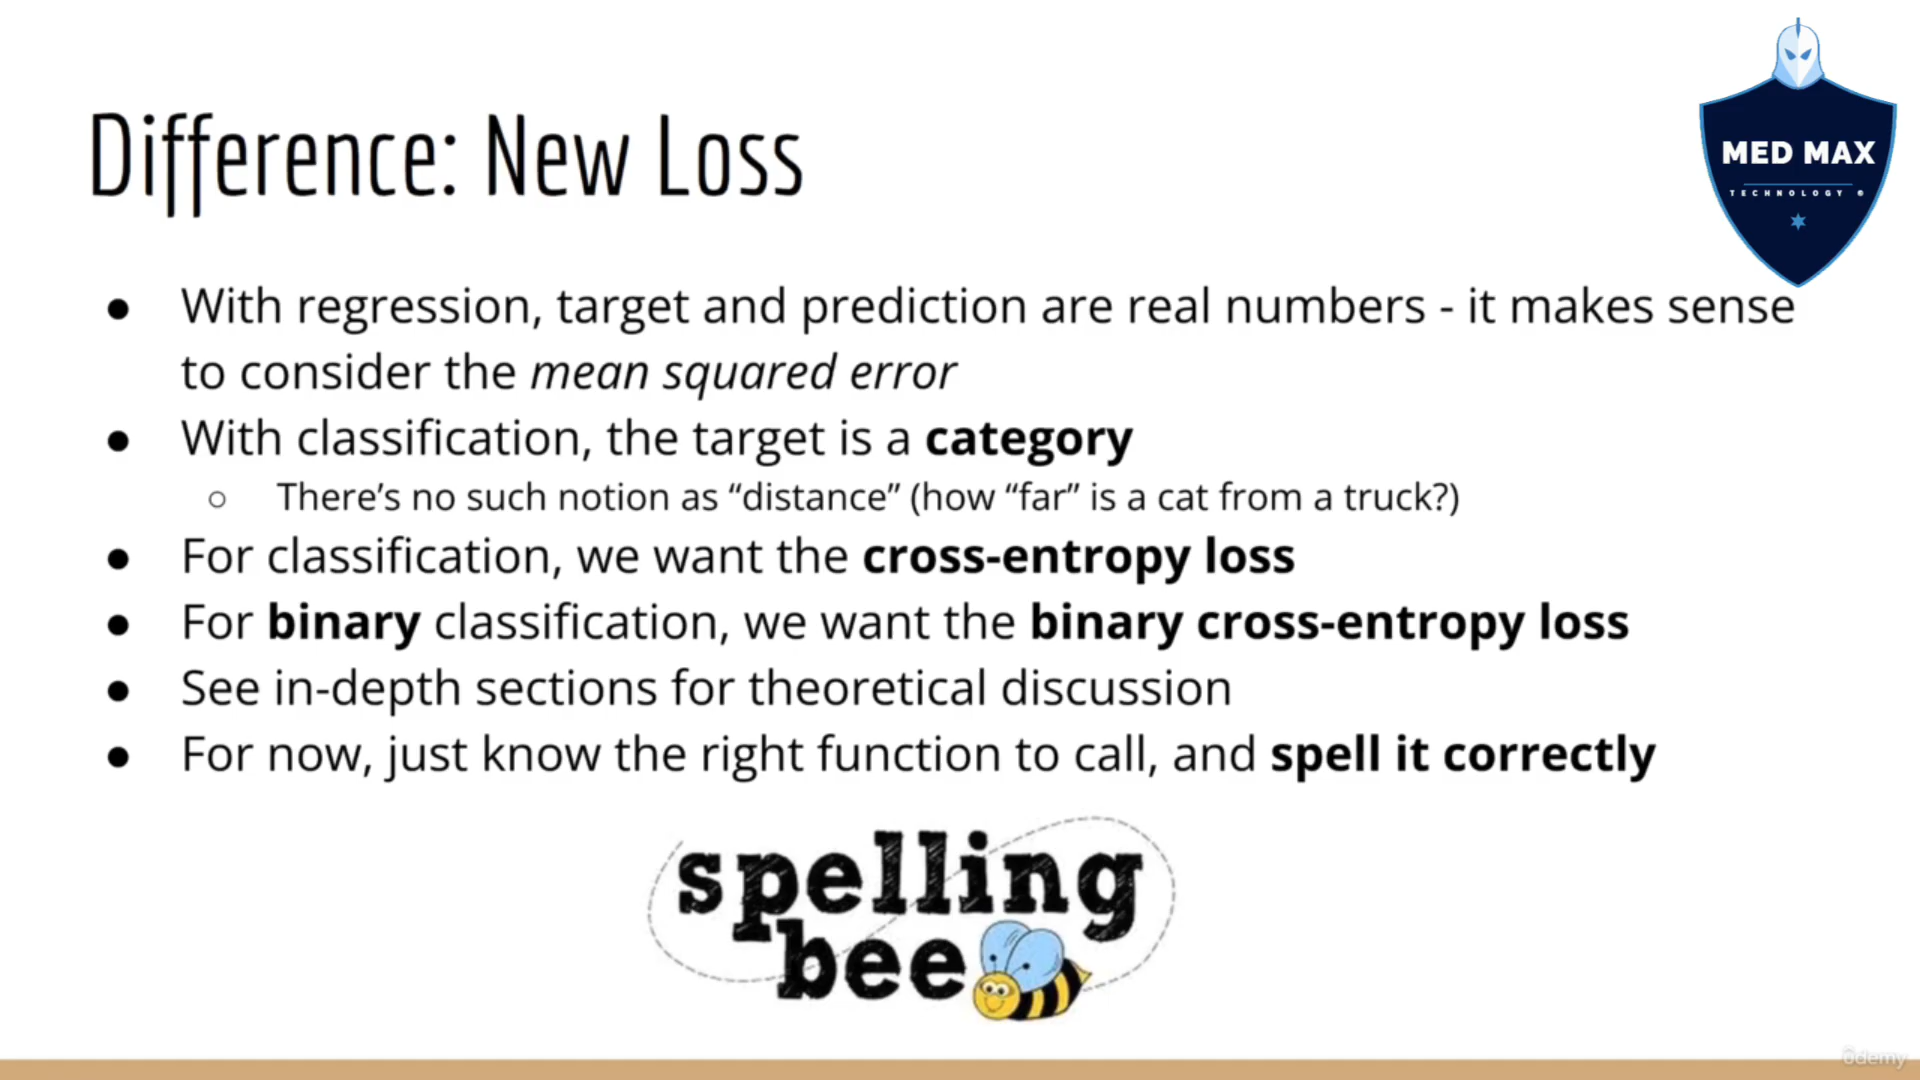 MED MAX
TECHNOLOGY
Difference: New Loss
● With regression, target and prediction are real numbers - it makes sense
to consider the mean squared error
● With classification, the target is a category
○ There’s no such notion as “distance” (how “far” is a cat from a truck?)
● For classification, we want the cross-entropy loss
● For binary classification, we want the binary cross-entropy loss
● See in-depth sections for theoretical discussion
● For now, just know the right function to call, and spell it correctly
spelling
bee
ûdemy